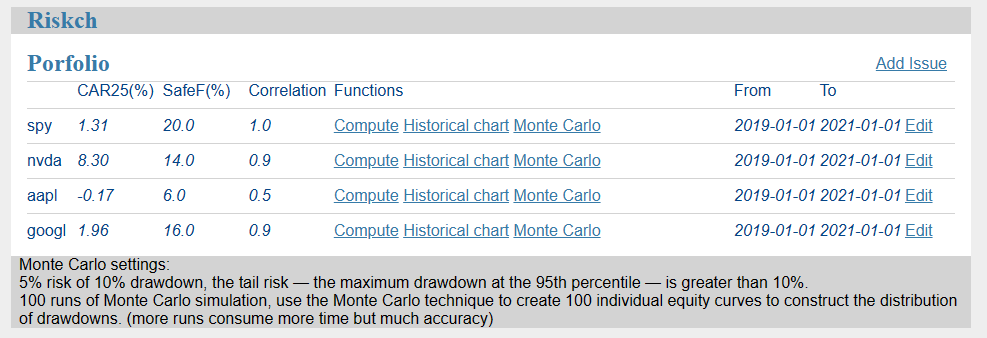 Riskch
Porfolio Add Issue
CAR25(%) SafeF(%) Correlation Functions From To
spy 1.31 20.0 1.0 Compute Historical chart Monte Carlo 2019-01-01 2021-01-01 Edit
nvda 8.30 14.0 0.9 Compute Historical chart Monte Carlo 2019-01-01 2021-01-01 Edit
aapl -0.17 6.0 0.5 Compute Historical chart Monte Carlo 2019-01-01 2021-01-01 Edit
googl 1.96 16.0 0.9 Compute Historical chart Monte Carlo 2019-01-01 2021-01-01 Edit
Monte Carlo settings:
5% risk of 10% drawdown, the tail risk — the maximum drawdown at the 95th percentile — is greater than 10%.
100 runs of Monte Carlo simulation, use the Monte Carlo technique to create 100 individual equity curves to construct the distribution
of drawdowns. (more runs consume more time but much accuracy)